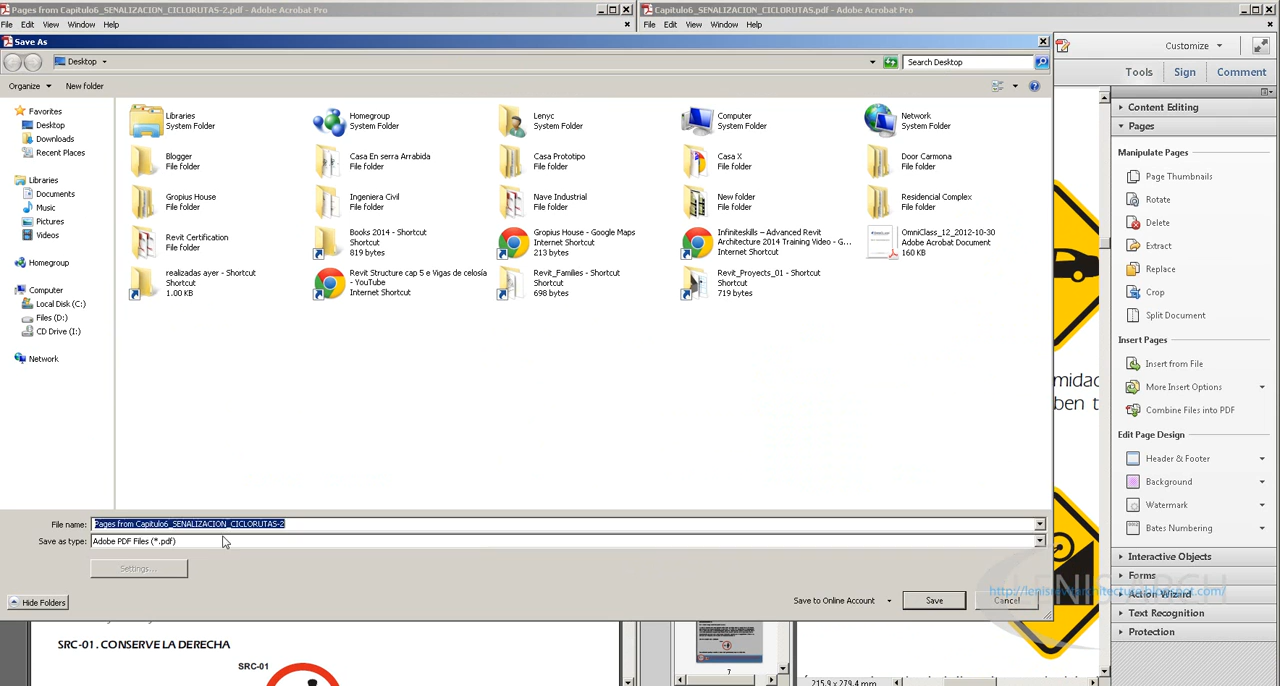 Pages from Capitulo6_SENALIZACION_CICLORUTAS-2.pdf - Adobe Acrobat Pro
File Edit View Window Help
Capitulo6_SENALIZACION_CICLORUTAS.pdf - Adobe Acrobat Pro
File Edit View Window Help
Save As
Desktop
Search Desktop
Organize
New folder
Favorites
Desktop
Downloads
Recent Places
Libraries
Documents
Music
Pictures
Videos
Homegroup
Computer
Local Disk (C:)
Files (D:)
CD Drive (I:)
Network
Libraries
System Folder
Homegroup
System Folder
Lenyc
System Folder
Computer
System Folder
Network
System Folder
Blogger
File folder
Casa En serra Arrabida
File folder
Casa Prototipo
File folder
Casa X
File folder
Door Carmona
File folder
Gropius House
File folder
Ingeniera Civil
File folder
Nave Industrial
File folder
New folder
File folder
Residencial Complex
File folder
Revit Certification
File folder
Books 2014 - Shortcut
Shortcut
819 bytes
Gropius House - Google Maps
Internet Shortcut
213 bytes
Infiniteskills – Advanced Revit
Architecture 2014 Training Video - G...
Internet Shortcut
OmniClass_12_2012-10-30
Adobe Acrobat Document
160 KB
realizadas ayer - Shortcut
Shortcut
1.00 KB
Revit Structure cap 5 e Vigas de celosía
- YouTube
Internet Shortcut
Revit_Families - Shortcut
Shortcut
698 bytes
Revit_Proyects_01 - Shortcut
Shortcut
719 bytes
File name: Pages from Capitulo6_SENALIZACION_CICLORUTAS-2
Save as type: Adobe PDF Files (*.pdf)
Settings...
Hide Folders
Save to Online Account
Save
Cancel
Customize
Tools
Sign
Comment
Content Editing
Pages
Manipulate Pages
Page Thumbnails
Rotate
Delete
Extract
Replace
Crop
Split Document
Insert Pages
Insert from File
More Insert Options
Combine Files into PDF
Edit Page Design
Header & Footer
Background
Watermark
Bates Numbering
Interactive Objects
Forms
Action Wizard
Text Recognition
Protection
midac
ben t
LENIS ARCH
SRC-01. CONSERVE LA DERECHA
SRC-01
7
215.9 x 279.4 mm